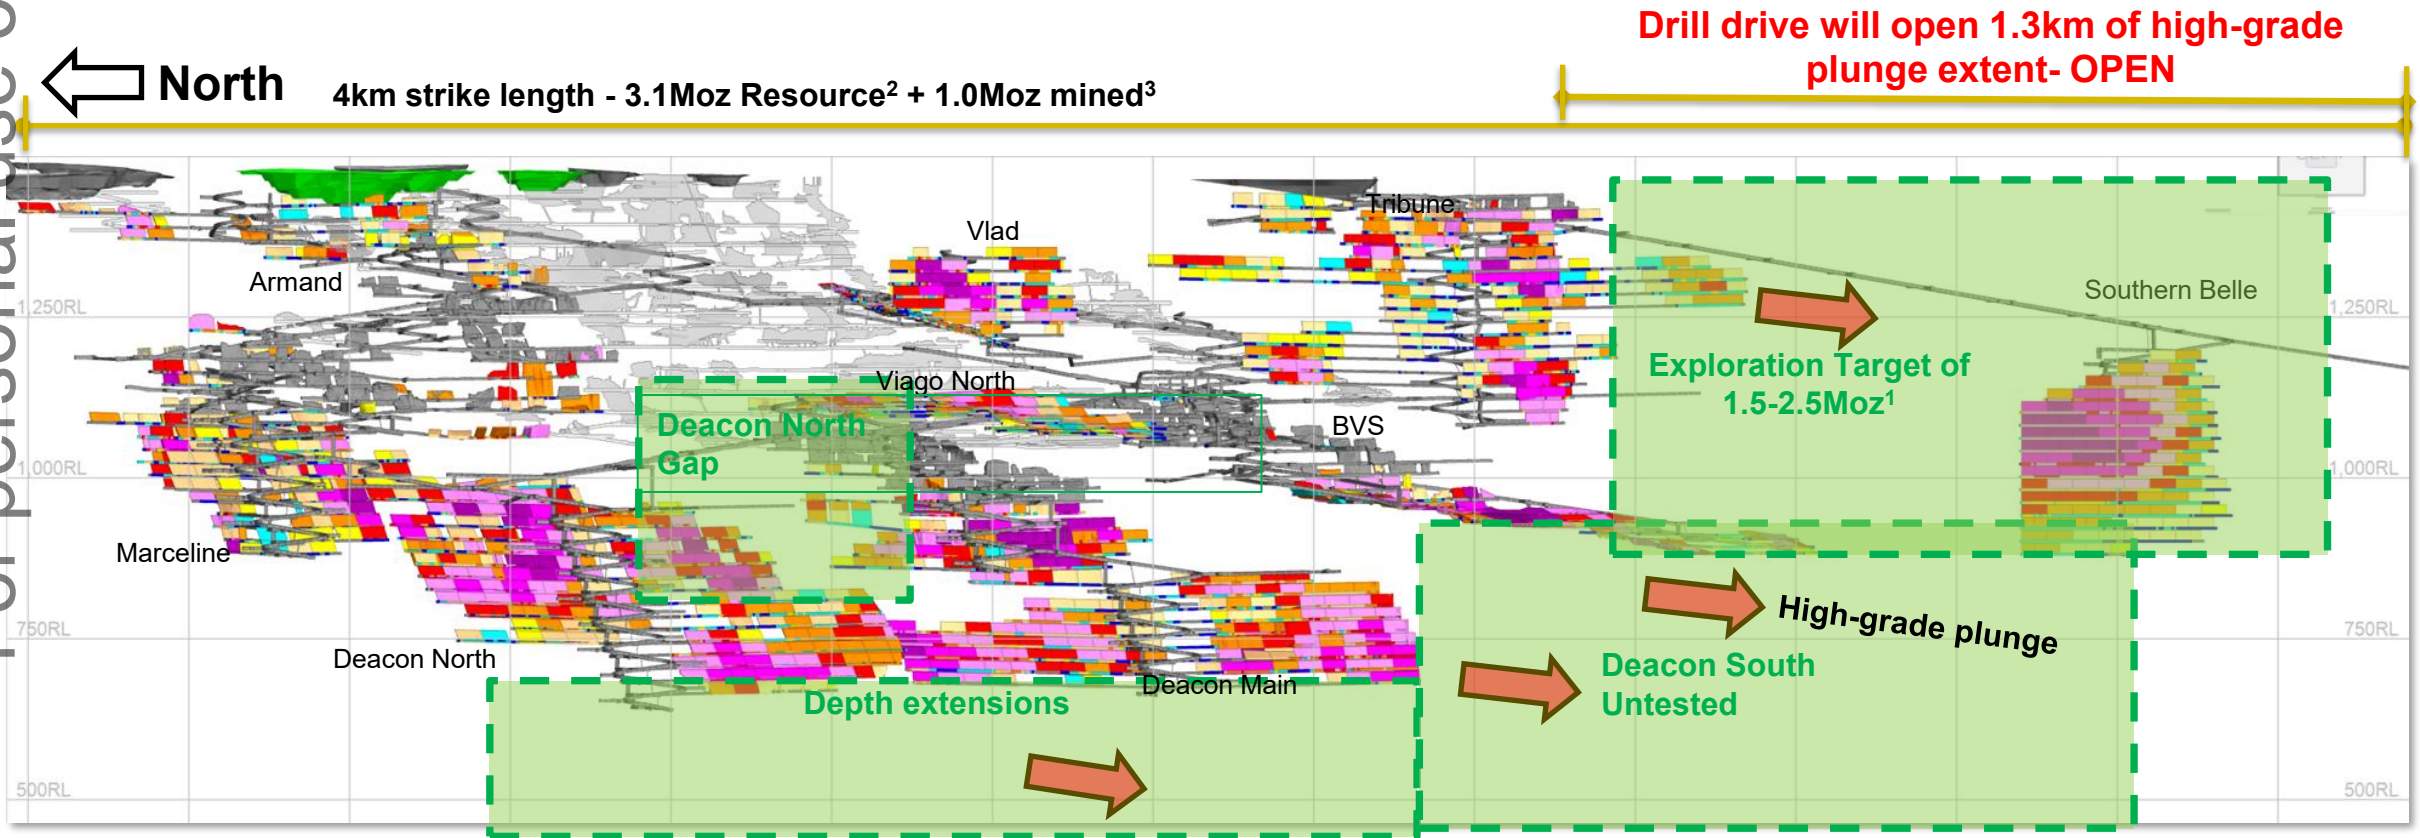 Drill drive will open 1.3km of high-grade
plunge extent- OPEN
North
4km strike length - 3.1Moz Resource² + 1.0Moz mined³
Tribune
Vlad
Armand
Southern Belle
1,250RL
1,250RL
Exploration Target of
1.5-2.5Moz¹
Viago North
Deacon North
Gap
BVS
1,000RL
1,000RL
Marceline
High-grade plunge
750RL
750RL
Deacon North
Deacon South
Untested
Deacon Main
Depth extensions
500RL
500RL
For personal use o